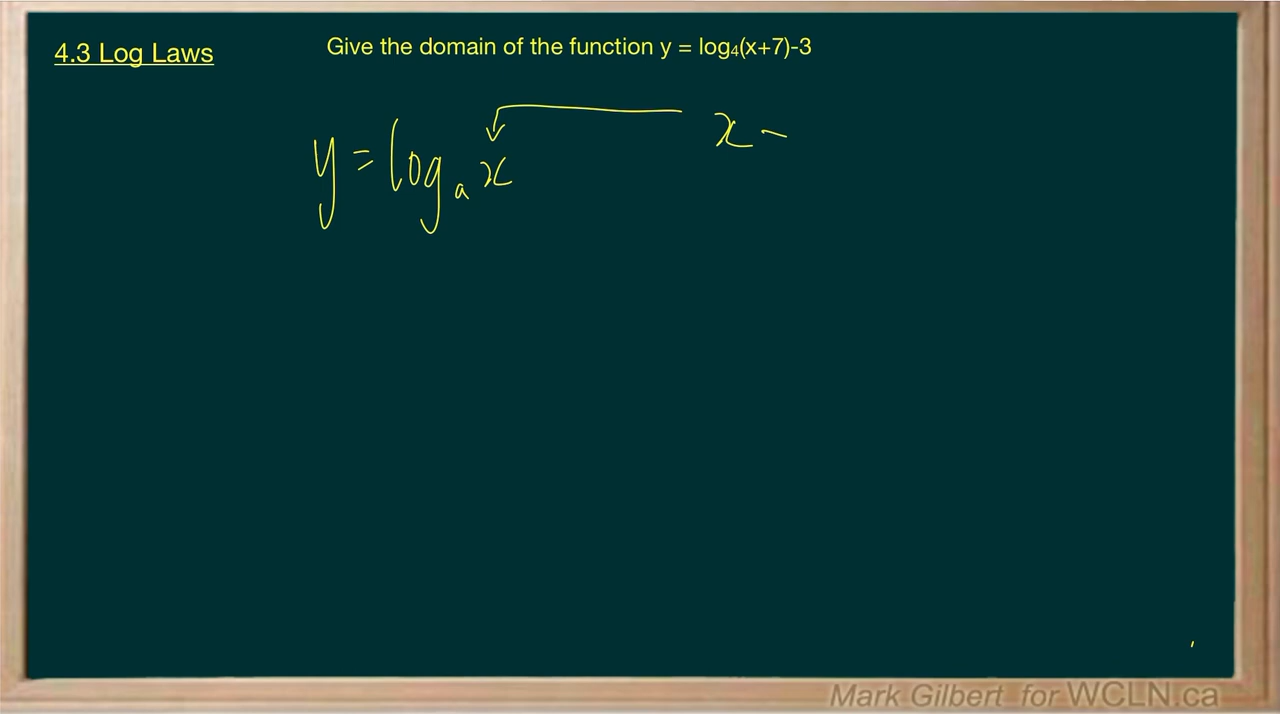 4.3 Log Laws
Give the domain of the function y = log₄(x+7)-3
y = logₐ x
x -
Mark Gilbert for WCLN.ca